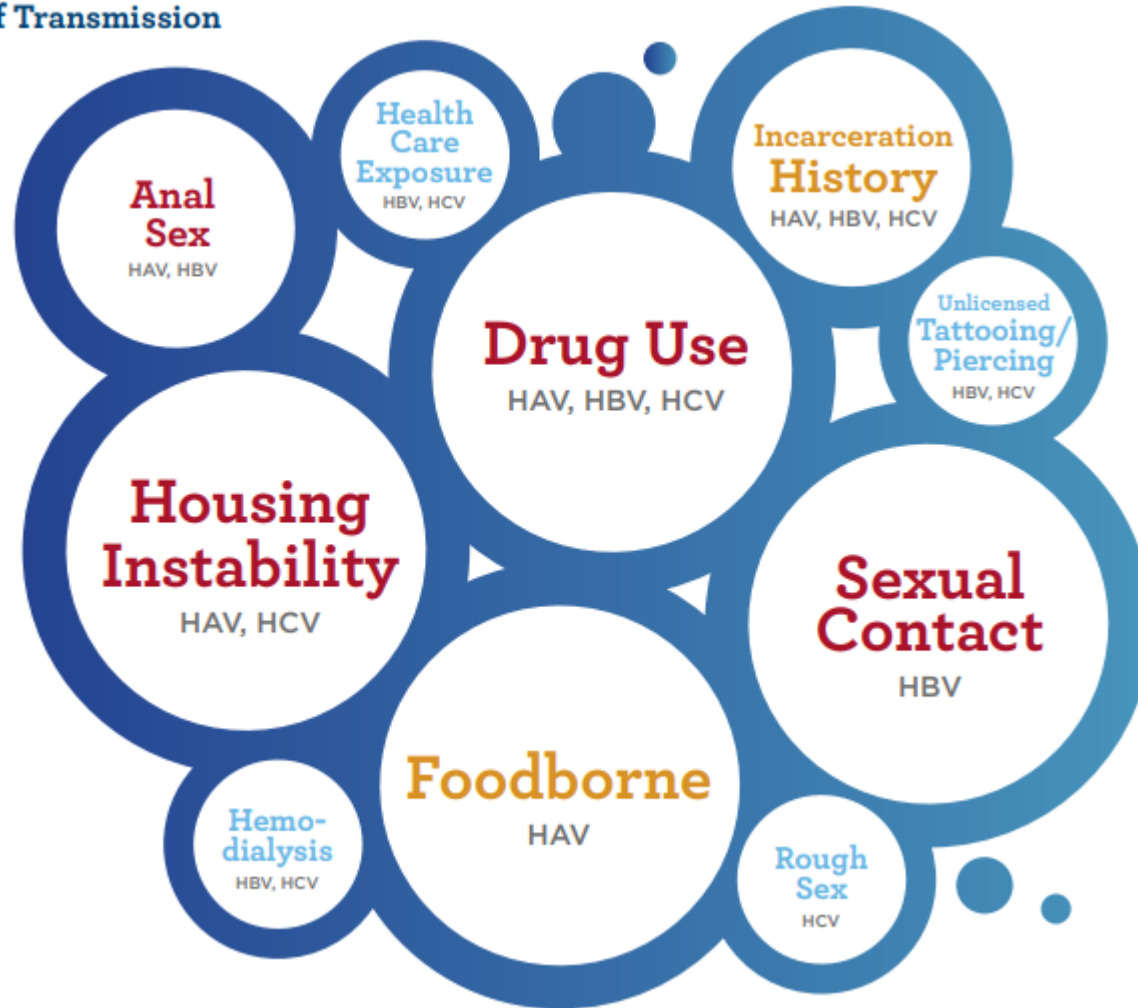 f Transmission
Health
Care
Exposure
HBV, HCV
Incarceration
History
HAV, HBV, HCV
Anal
Sex
HAV, HBV
Unlicensed
Tattooing/
Piercing
HBV, HCV
Drug Use
HAV, HBV, HCV
Housing
Instability
HAV, HCV
Sexual
Contact
HBV
Foodborne
HAV
Hemo-
dialysis
HBV, HCV
Rough
Sex
HCV